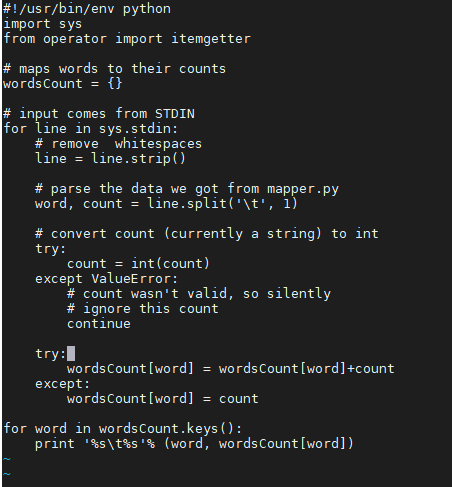 #!/usr/bin/env python
import sys
from operator import itemgetter

# maps words to their counts
wordsCount = {}

# input comes from STDIN
for line in sys.stdin:
    # remove  whitespaces
    line = line.strip()

    # parse the data we got from mapper.py
    word, count = line.split('\t', 1)

    # convert count (currently a string) to int
    try:
        count = int(count)
    except ValueError:
        # count wasn't valid, so silently
        # ignore this count
        continue

    try:
        wordsCount[word] = wordsCount[word]+count
    except:
        wordsCount[word] = count

for word in wordsCount.keys():
    print '%s\t%s'% (word, wordsCount[word])
~
~